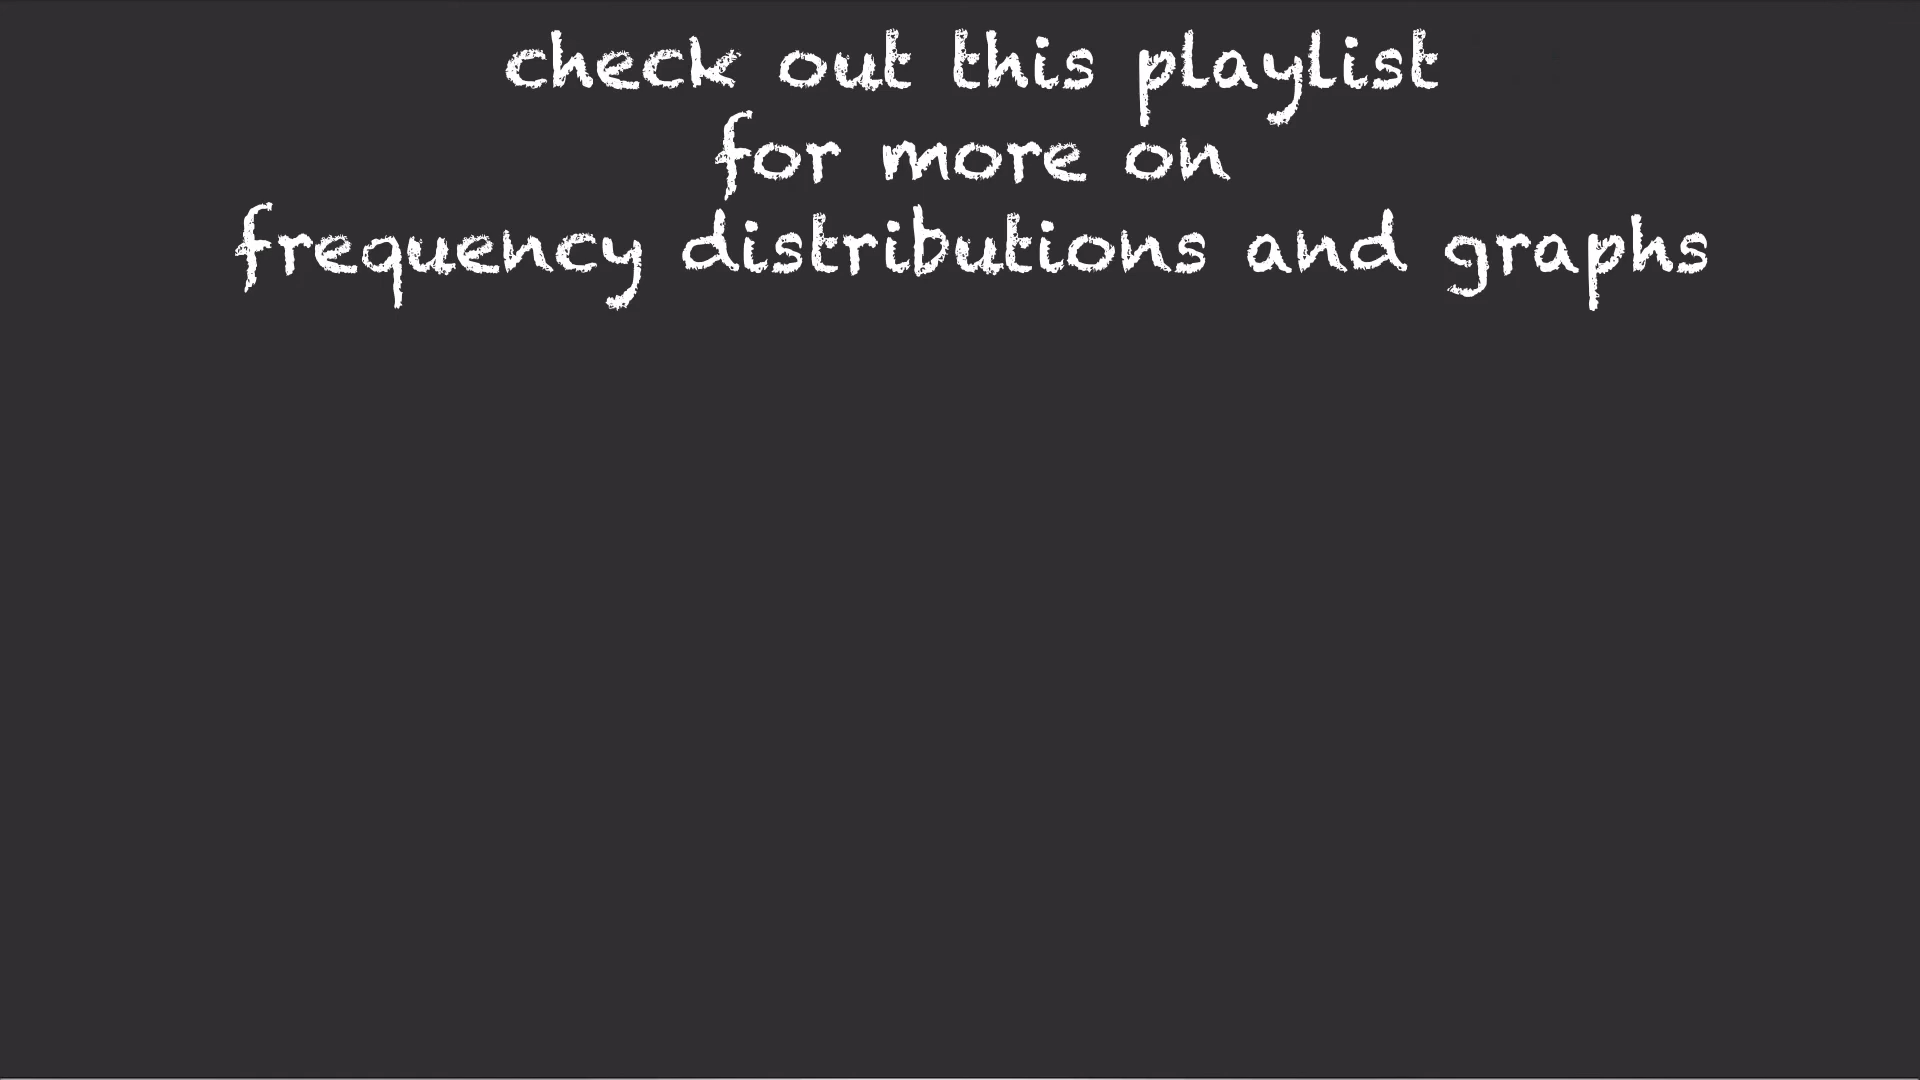 check out this playlist
for more on
frequency distributions and graphs